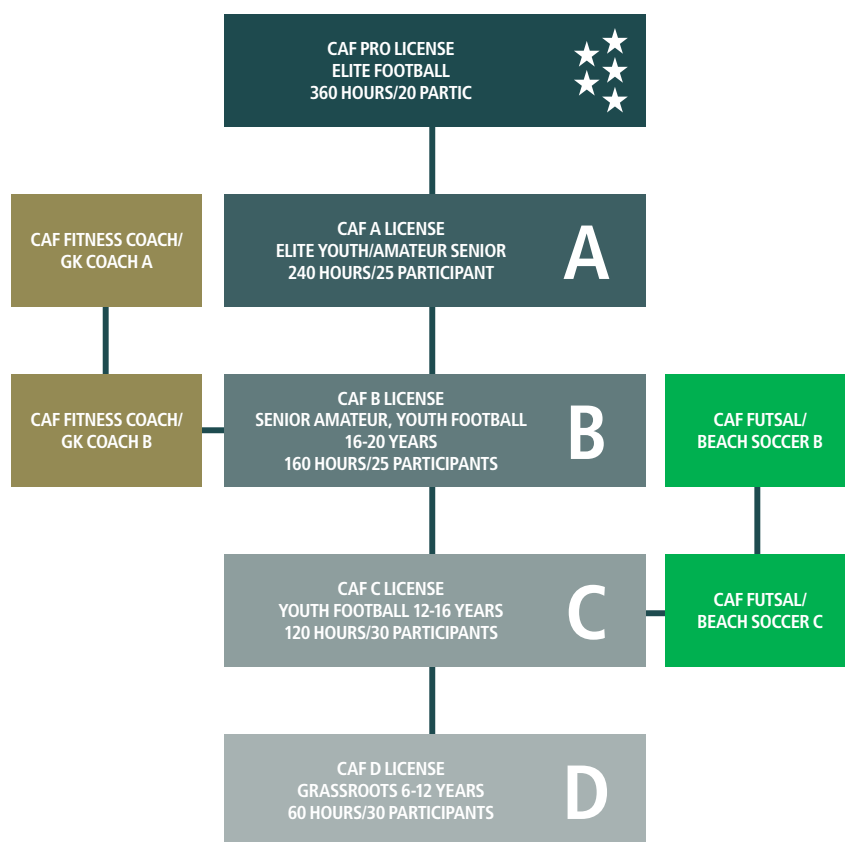 CAF PRO LICENSE
ELITE FOOTBALL
360 HOURS/20 PARTIC
CAF FITNESS COACH/
GK COACH A
CAF A LICENSE
ELITE YOUTH/AMATEUR SENIOR
240 HOURS/25 PARTICIPANT
A
CAF FITNESS COACH/
GK COACH B
CAF B LICENSE
SENIOR AMATEUR, YOUTH FOOTBALL
16-20 YEARS
160 HOURS/25 PARTICIPANTS
B
CAF FUTSAL/
BEACH SOCCER B
CAF C LICENSE
YOUTH FOOTBALL 12-16 YEARS
120 HOURS/30 PARTICIPANTS
C
CAF FUTSAL/
BEACH SOCCER C
CAF D LICENSE
GRASSROOTS 6-12 YEARS
60 HOURS/30 PARTICIPANTS
D